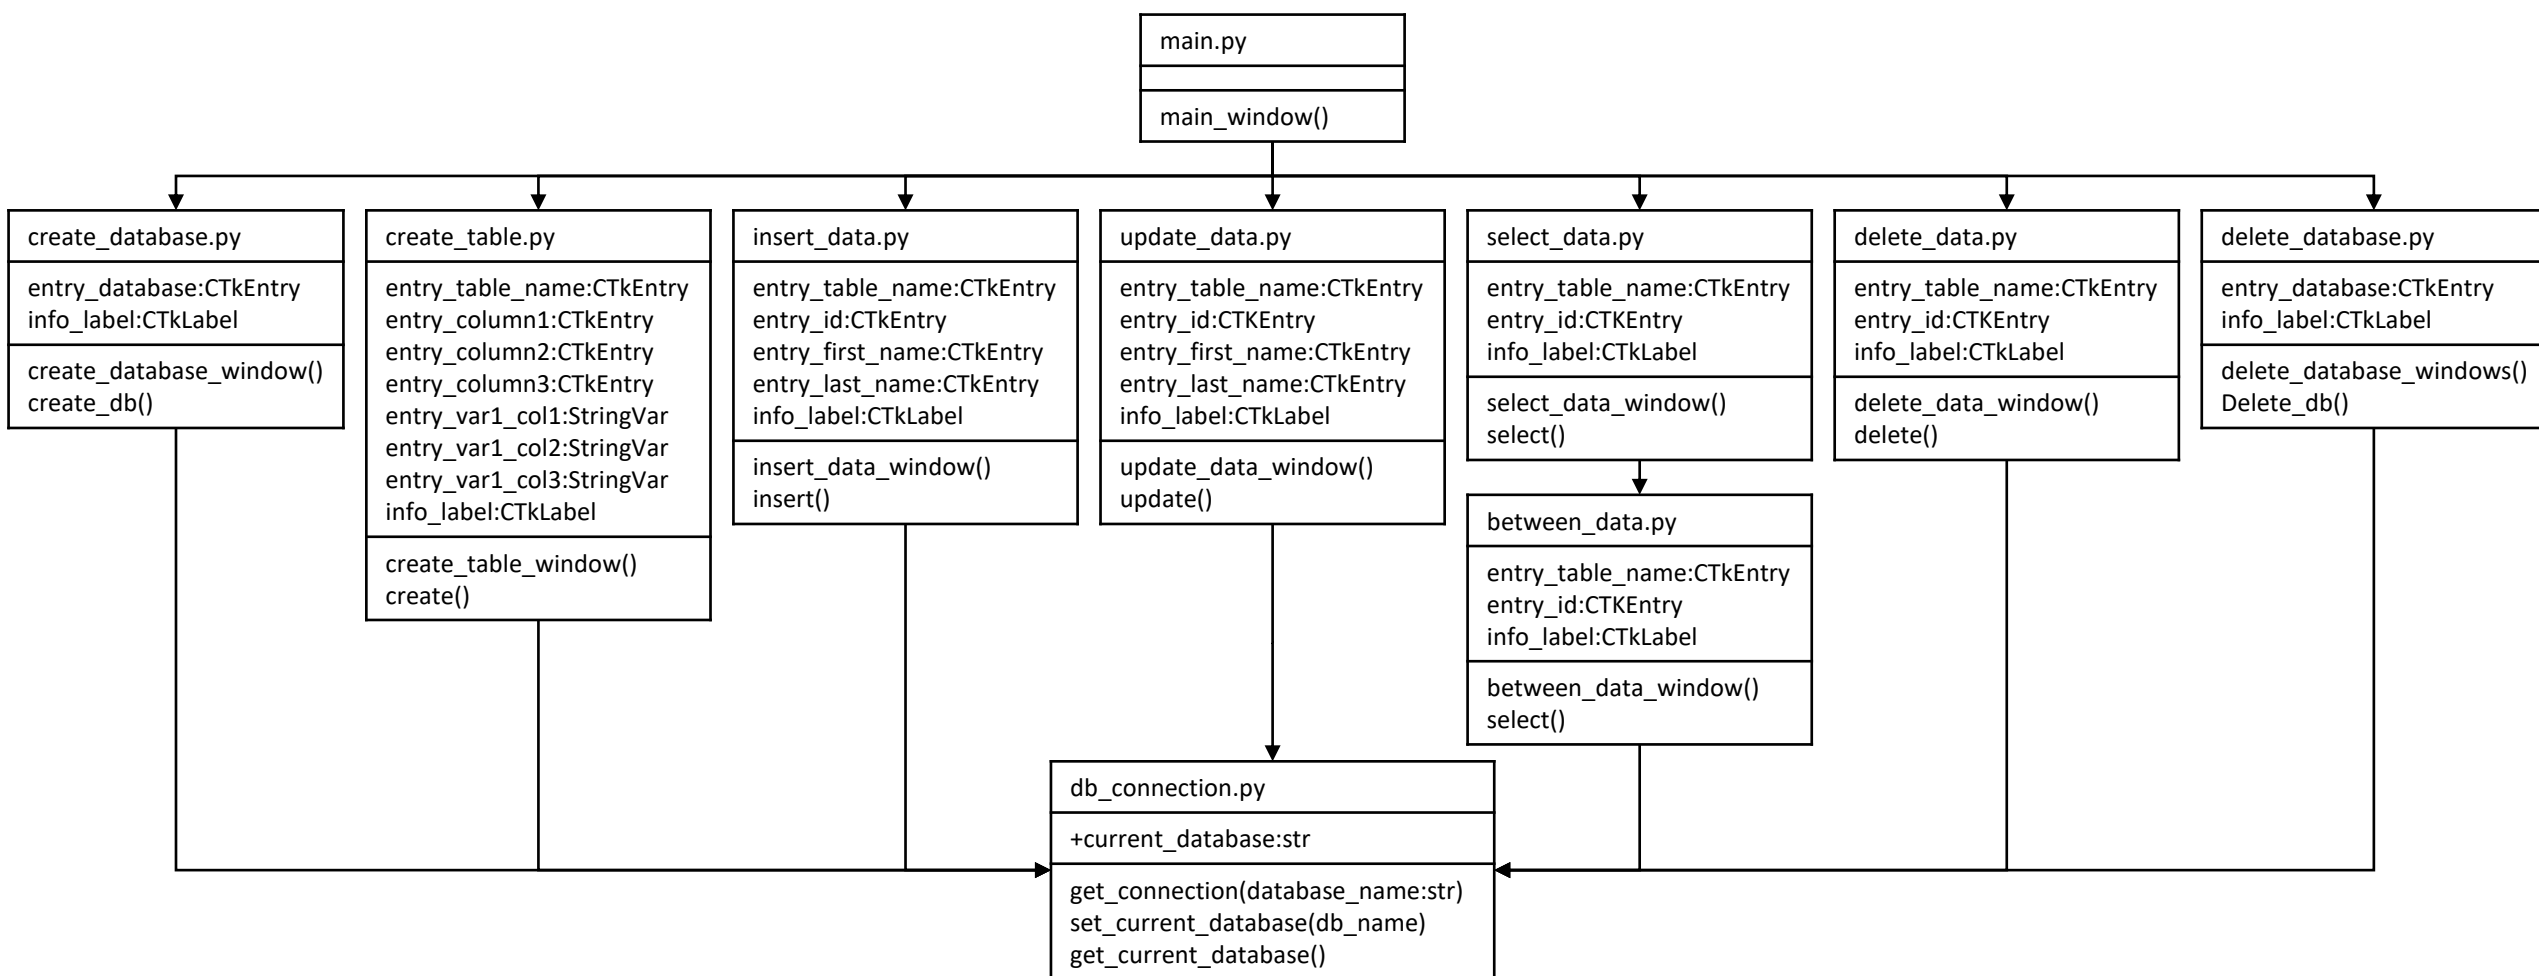 main.py
main_window()
create_database.py
entry_database:CTkEntry
info_label:CTkLabel
create_database_window()
create_db()
create_table.py
entry_table_name:CTkEntry
entry_column1:CTkEntry
entry_column2:CTkEntry
entry_column3:CTkEntry
entry_var1_col1:StringVar
entry_var1_col2:StringVar
entry_var1_col3:StringVar
info_label:CTkLabel
create_table_window()
create()
insert_data.py
entry_table_name:CTkEntry
entry_id:CTkEntry
entry_first_name:CTkEntry
entry_last_name:CTkEntry
info_label:CTkLabel
insert_data_window()
insert()
update_data.py
entry_table_name:CTkEntry
entry_id:CTKEntry
entry_first_name:CTkEntry
entry_last_name:CTkEntry
info_label:CTkLabel
update_data_window()
update()
select_data.py
entry_table_name:CTkEntry
entry_id:CTKEntry
info_label:CTkLabel
select_data_window()
select()
between_data.py
entry_table_name:CTkEntry
entry_id:CTKEntry
info_label:CTkLabel
between_data_window()
select()
delete_data.py
entry_table_name:CTkEntry
entry_id:CTKEntry
info_label:CTkLabel
delete_data_window()
delete()
delete_database.py
entry_database:CTkEntry
info_label:CTkLabel
delete_database_windows()
Delete_db()
db_connection.py
+current_database:str
get_connection(database_name:str)
set_current_database(db_name)
get_current_database()